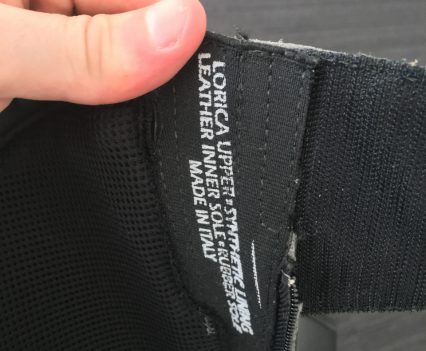 LORICA UPPER • SYNTHETIC LINING
LEATHER INNER SOLE • RUBBER SOLE
MADE IN ITALY